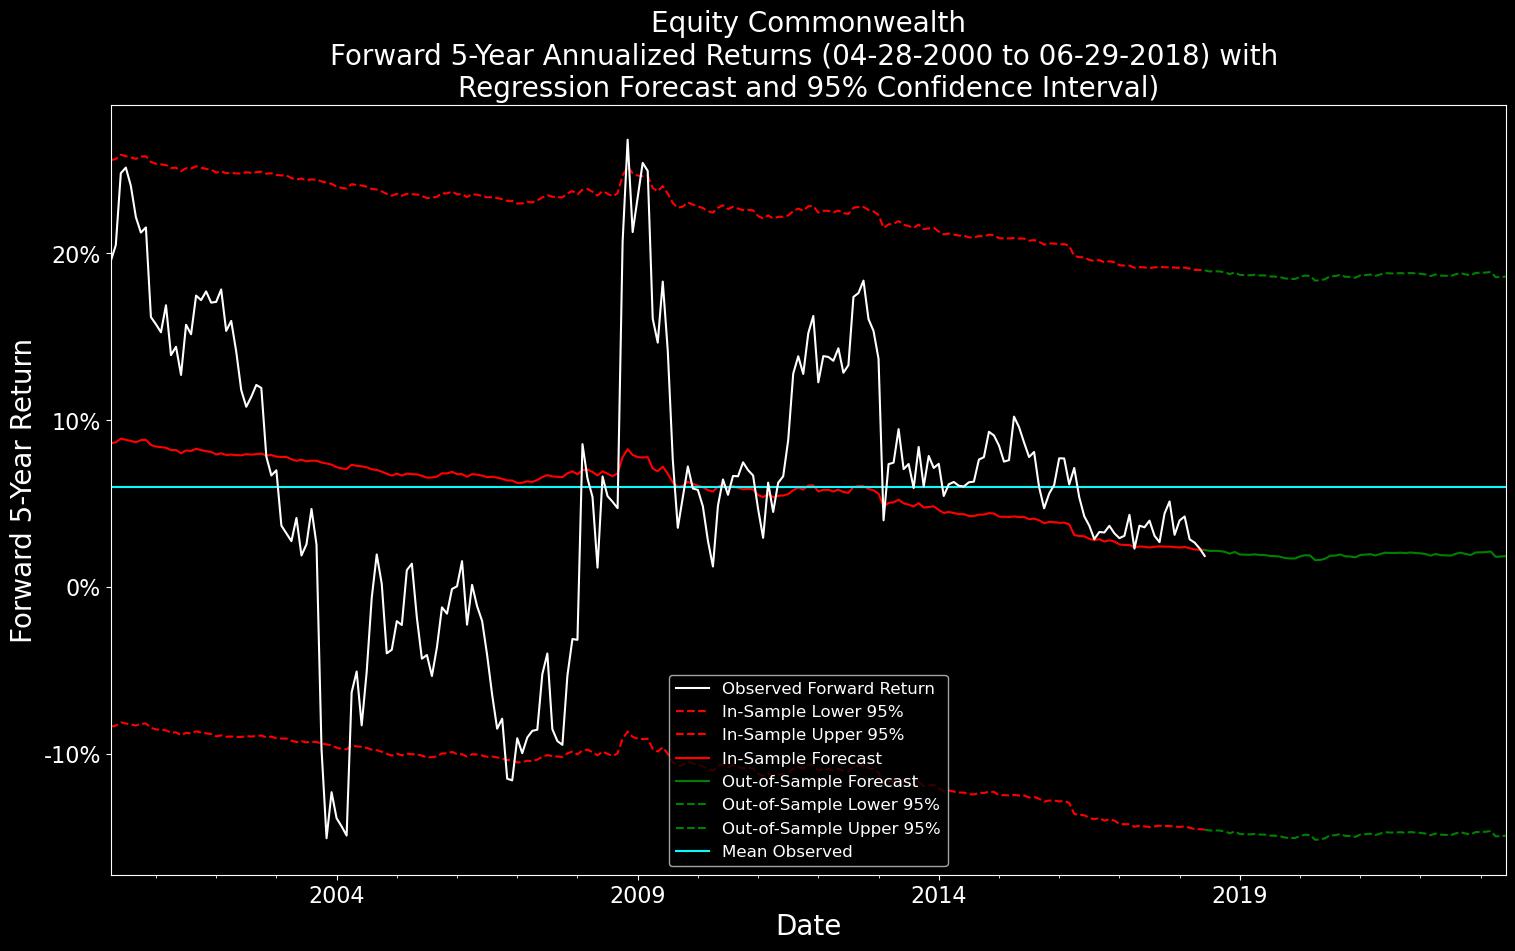 Equity Commonwealth
Forward 5-Year Annualized Returns (04-28-2000 to 06-29-2018) with
Regression Forecast and 95% Confidence Interval)
Forward 5-Year Return
20%
10%
0%
-10%
Observed Forward Return
In-Sample Lower 95%
In-Sample Upper 95%
In-Sample Forecast
Out-of-Sample Forecast
Out-of-Sample Lower 95%
Out-of-Sample Upper 95%
Mean Observed
2004
2009
2014
2019
Date